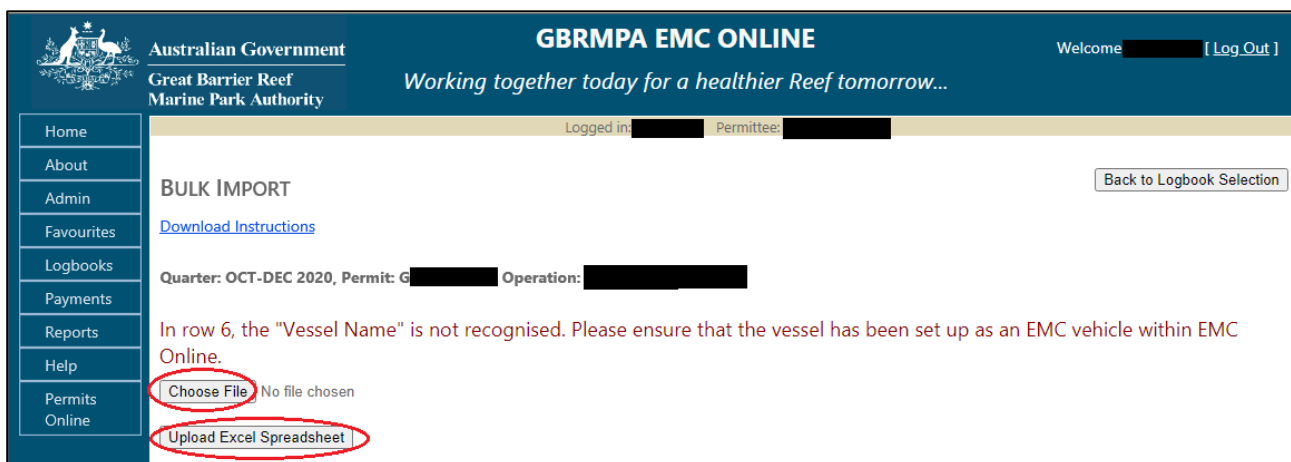 Australian Government
Great Barrier Reef
Marine Park Authority
GBRMPA EMC ONLINE
Working together today for a healthier Reef tomorrow...
Welcome [ Log Out ]
Logged in: Permittee:
Home
About
Admin
Favourites
Logbooks
Payments
Reports
Help
Permits
Online
BULK IMPORT
Back to Logbook Selection
Download Instructions
Quarter: OCT-DEC 2020, Permit: G Operation:
In row 6, the "Vessel Name" is not recognised. Please ensure that the vessel has been set up as an EMC vehicle within EMC
Online.
Choose File No file chosen
Upload Excel Spreadsheet